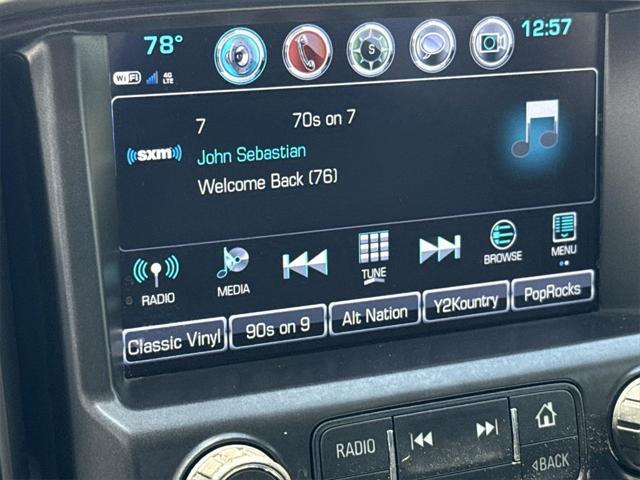 78°
12:57
S
WiFi 4G LTE
7 70s on 7
sxm
John Sebastian
Welcome Back (76)
RADIO
MEDIA
TUNE
BROWSE
MENU
Classic Vinyl
90s on 9
Alt Nation
Y2Kountry
PopRocks
RADIO
BACK